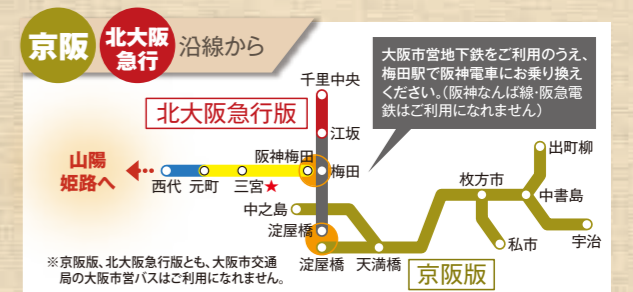 京阪
北大阪
急行
沿線から
大阪市営地下鉄をご利用のうえ、
梅田駅で阪神電車にお乗り換え
ください。(阪神なんば線・阪急電
鉄はご利用になれません)
千里中央
北大阪急行版
江坂
山陽
姫路へ
阪神梅田
梅田
西代 元町 三宮★
出町柳
枚方市
中書島
中之島
淀屋橋
私市
宇治
淀屋橋 天満橋
京阪版
※京阪版、北大阪急行版とも、大阪市交通
局の大阪市営バスはご利用になれません。